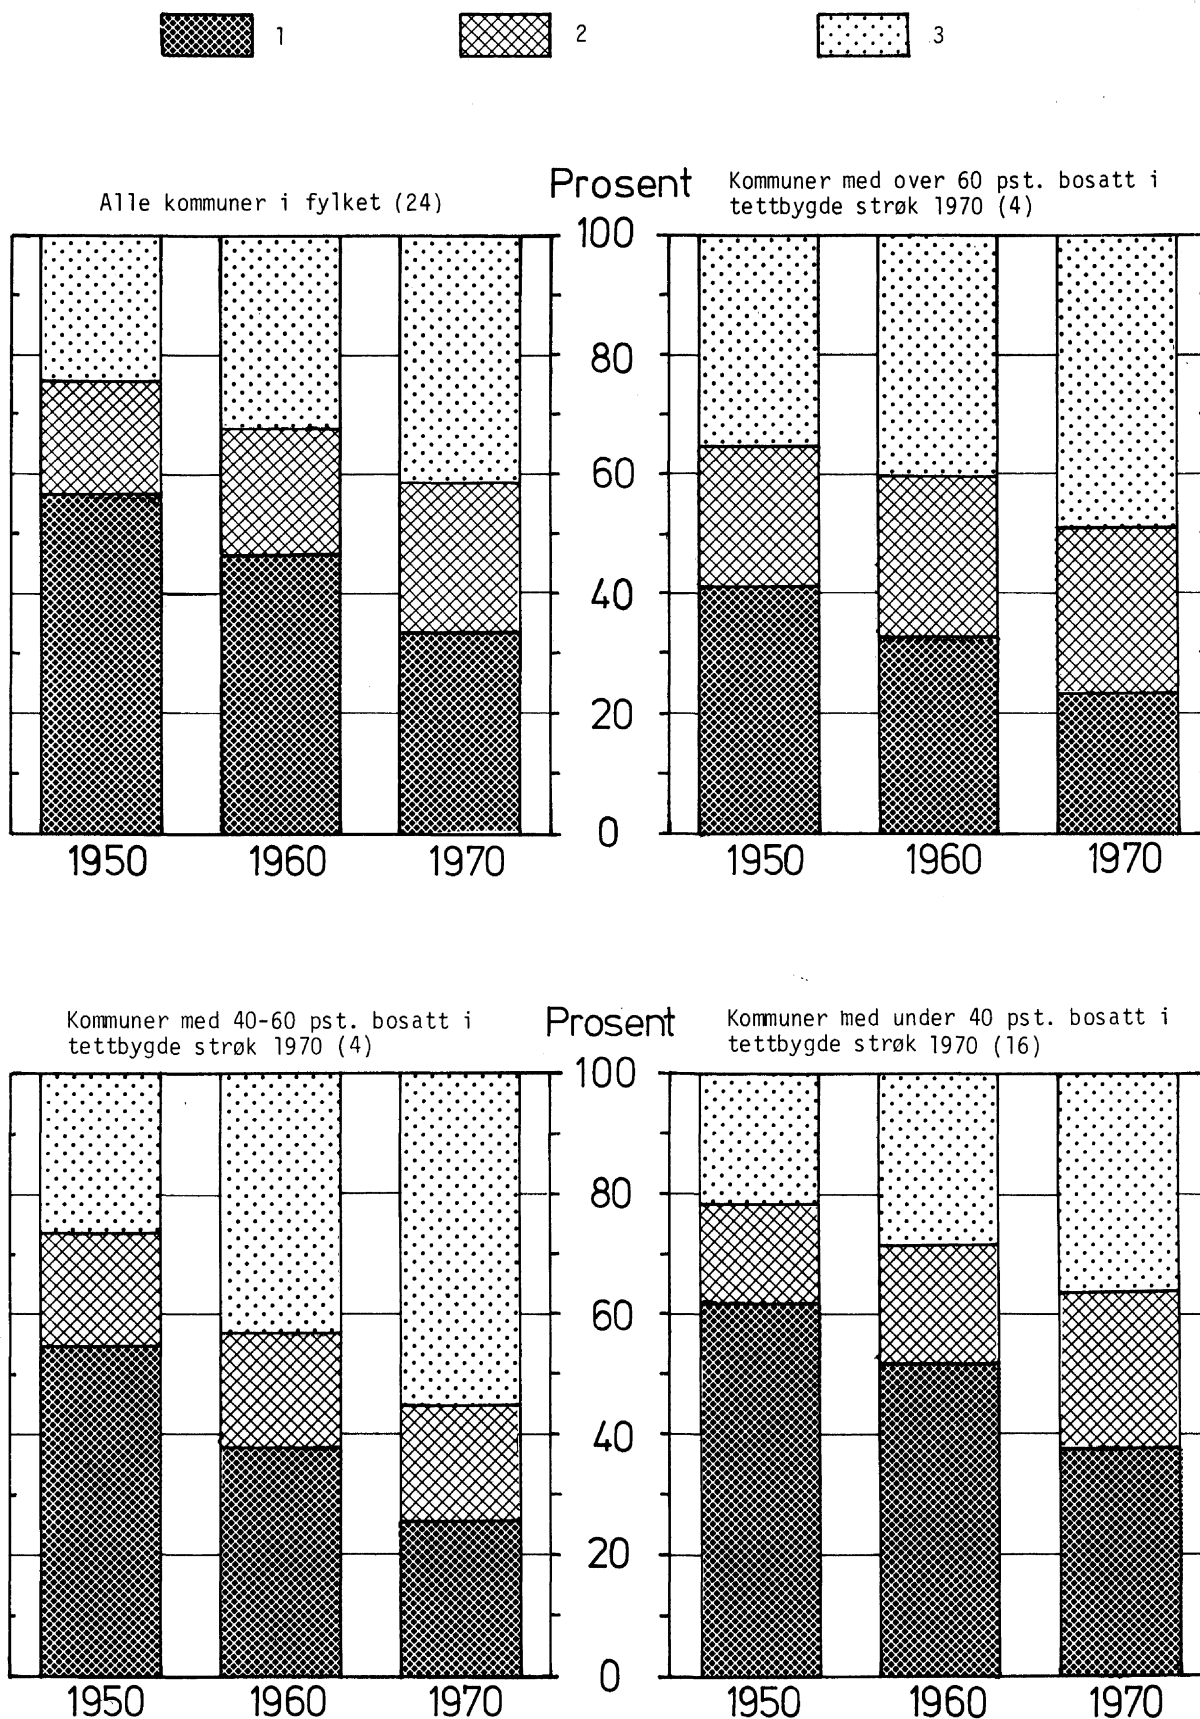 1 2 3
Alle kommuner i fylket (24)
Prosent
Kommuner med over 60 pst. bosatt i
tettbygde strøk 1970 (4)
100
80
60
40
20
0
1950 1960 1970
1950 1960 1970
Kommuner med 40-60 pst. bosatt i
tettbygde strøk 1970 (4)
Prosent
Kommuner med under 40 pst. bosatt i
tettbygde strøk 1970 (16)
100
80
60
40
20
0
1950 1960 1970
1950 1960 1970